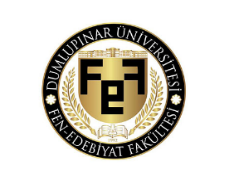 DUMLUPINAR ÜNİVERSİTESİ
FeF
FEN-EDEBİYAT FAKÜLTESİ